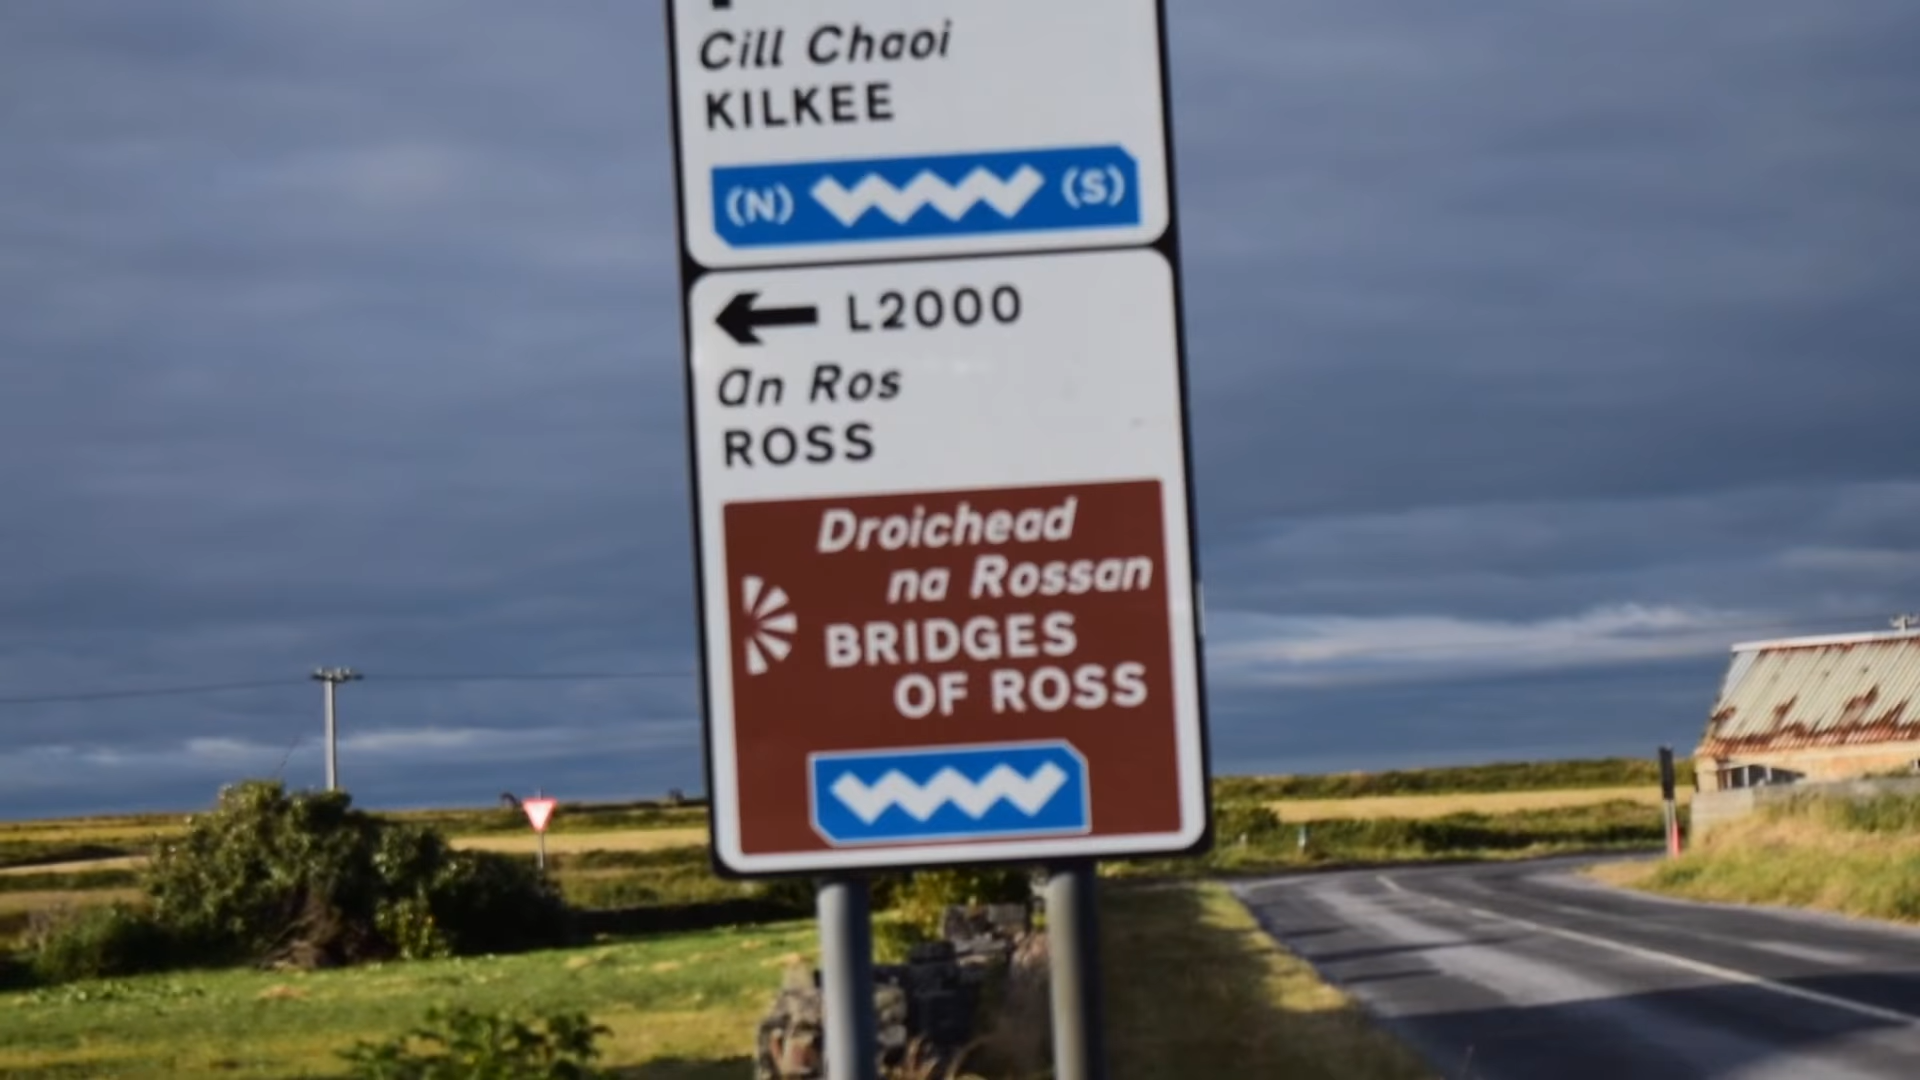 Cill Chaoi
KILKEE
(N) (S)
L2000
An Ros
ROSS
Droichead
na Rossan
BRIDGES
OF ROSS